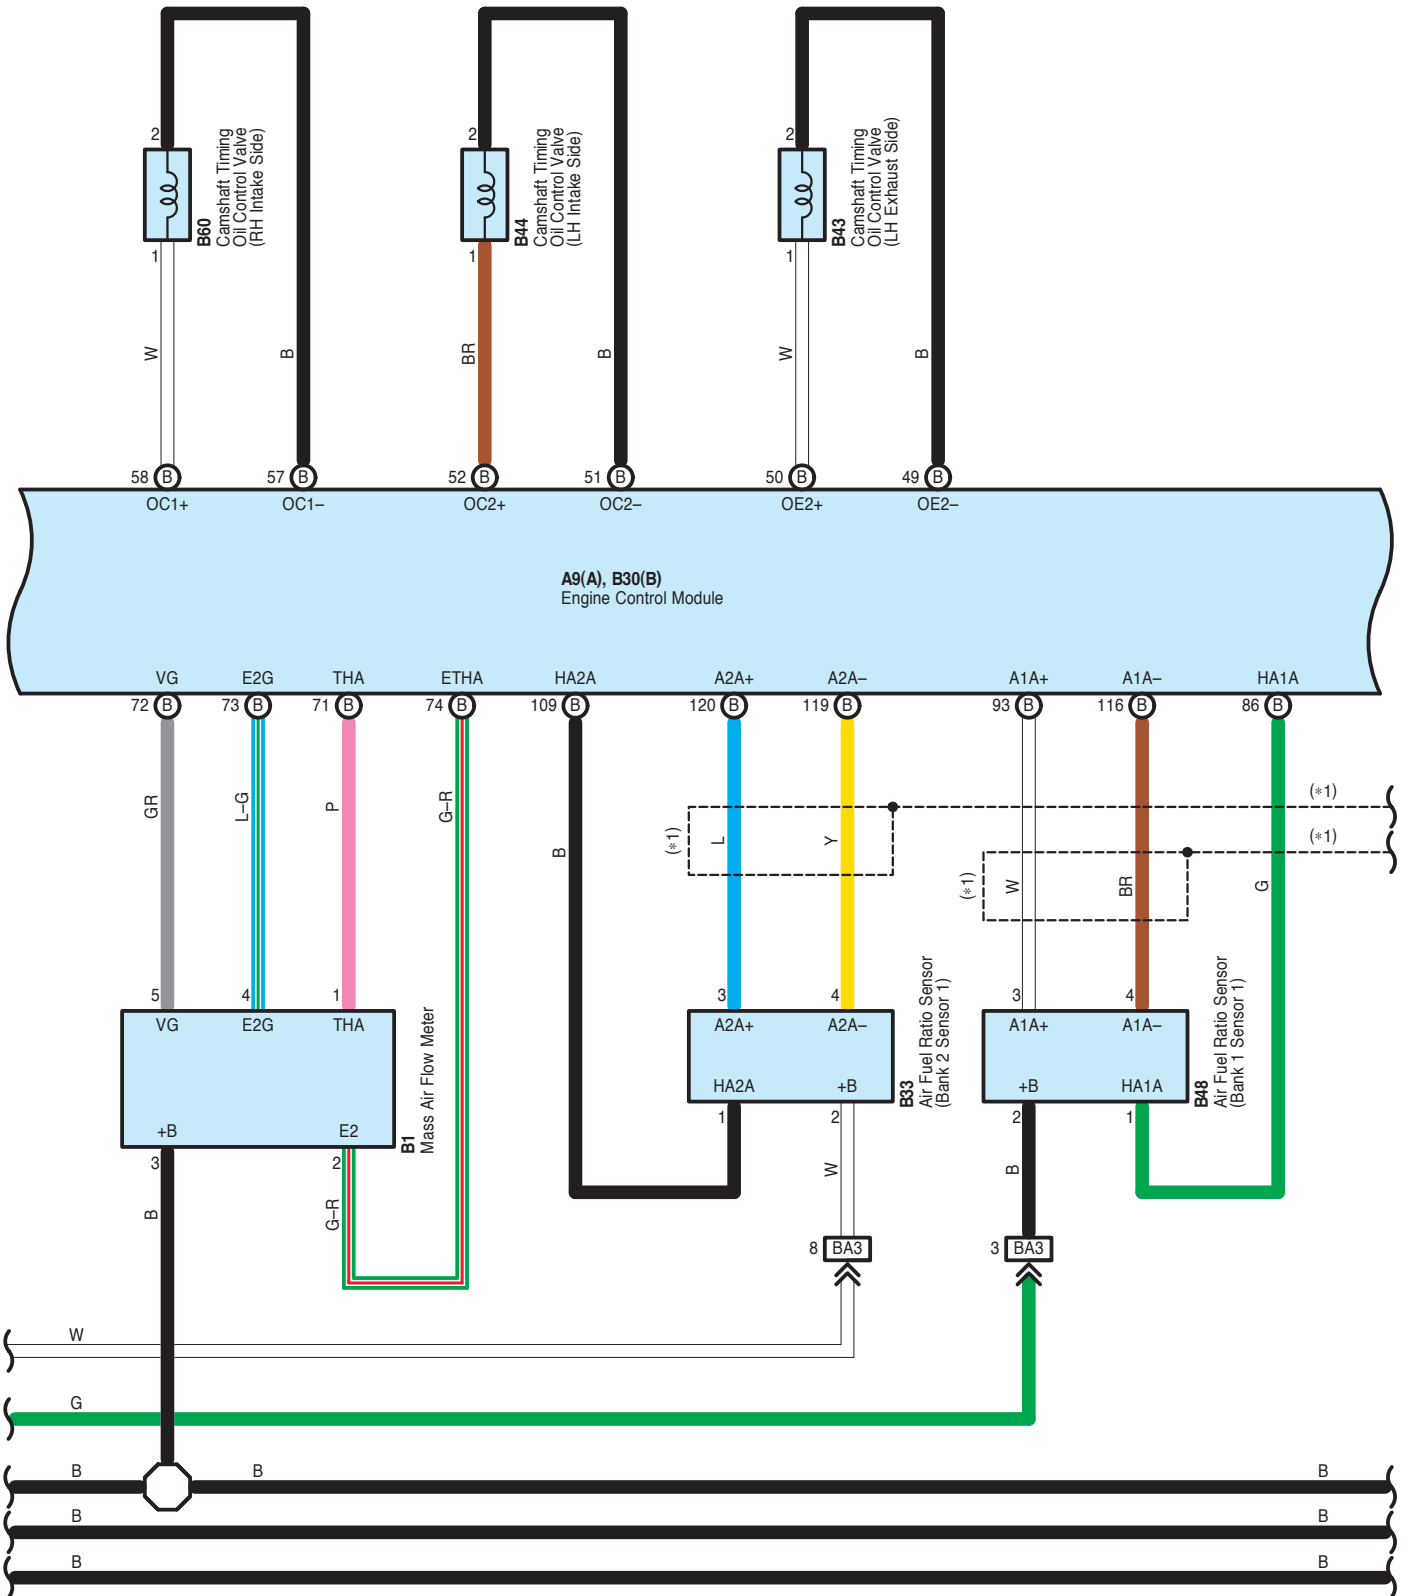 2
B60
Camshaft Timing
Oil Control Valve
(RH Intake Side)
1
W
B
2
B44
Camshaft Timing
Oil Control Valve
(LH Intake Side)
1
BR
B
2
B43
Camshaft Timing
Oil Control Valve
(LH Exhaust Side)
1
W
B
58 B
57 B
52 B
51 B
50 B
49 B
OC1+
OC1–
OC2+
OC2–
OE2+
OE2–
A9(A), B30(B)
Engine Control Module
VG
E2G
THA
ETHA
HA2A
A2A+
A2A–
A1A+
A1A–
HA1A
72 B
73 B
71 B
74 B
109 B
120 B
119 B
93 B
116 B
86 B
GR
L–G
P
G–R
B
(*1)
L
Y
(*1)
(*1)
(*1)
W
BR
G
5
4
1
VG
E2G
THA
+B
E2
B1
Mass Air Flow Meter
3
2
B
G–R
3
4
A2A+
A2A–
HA2A
+B
B33
Air Fuel Ratio Sensor
(Bank 2 Sensor 1)
1
2
W
8 BA3
3
4
A1A+
A1A–
+B
HA1A
B48
Air Fuel Ratio Sensor
(Bank 1 Sensor 1)
2
1
B
3 BA3
W
G
B
B
B
B
B
B
B